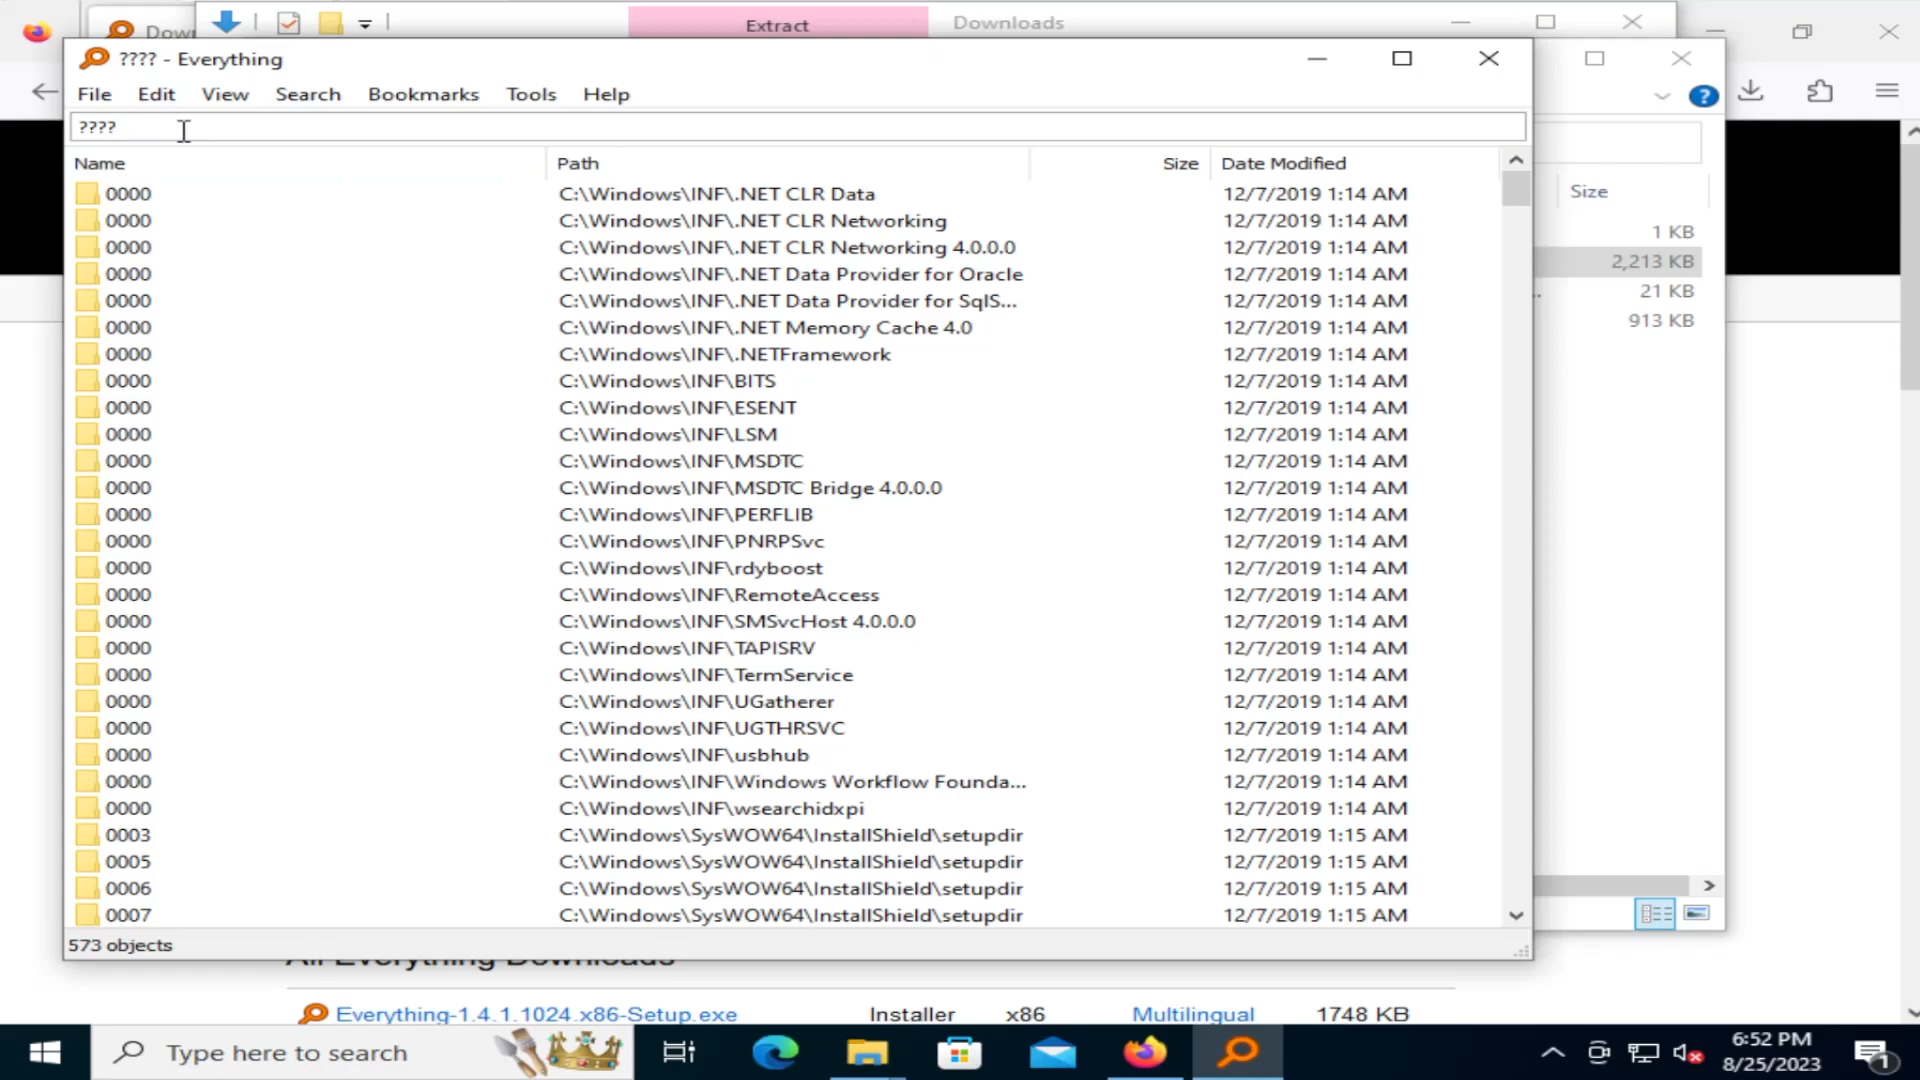 Down
Extract
Downloads
???? - Everything
File Edit View Search Bookmarks Tools Help
????
Name Path Size Date Modified
0000 C:\Windows\INF\.NET CLR Data 12/7/2019 1:14 AM
0000 C:\Windows\INF\.NET CLR Networking 12/7/2019 1:14 AM
0000 C:\Windows\INF\.NET CLR Networking 4.0.0.0 12/7/2019 1:14 AM
0000 C:\Windows\INF\.NET Data Provider for Oracle 12/7/2019 1:14 AM
0000 C:\Windows\INF\.NET Data Provider for SqlS... 12/7/2019 1:14 AM
0000 C:\Windows\INF\.NET Memory Cache 4.0 12/7/2019 1:14 AM
0000 C:\Windows\INF\.NETFramework 12/7/2019 1:14 AM
0000 C:\Windows\INF\BITS 12/7/2019 1:14 AM
0000 C:\Windows\INF\ESENT 12/7/2019 1:14 AM
0000 C:\Windows\INF\LSM 12/7/2019 1:14 AM
0000 C:\Windows\INF\MSDTC 12/7/2019 1:14 AM
0000 C:\Windows\INF\MSDTC Bridge 4.0.0.0 12/7/2019 1:14 AM
0000 C:\Windows\INF\PERFLIB 12/7/2019 1:14 AM
0000 C:\Windows\INF\PNRPSvc 12/7/2019 1:14 AM
0000 C:\Windows\INF\rdyboost 12/7/2019 1:14 AM
0000 C:\Windows\INF\RemoteAccess 12/7/2019 1:14 AM
0000 C:\Windows\INF\SMSvcHost 4.0.0.0 12/7/2019 1:14 AM
0000 C:\Windows\INF\TAPISRV 12/7/2019 1:14 AM
0000 C:\Windows\INF\TermService 12/7/2019 1:14 AM
0000 C:\Windows\INF\UGatherer 12/7/2019 1:14 AM
0000 C:\Windows\INF\UGTHRSVC 12/7/2019 1:14 AM
0000 C:\Windows\INF\usbhub 12/7/2019 1:14 AM
0000 C:\Windows\INF\Windows Workflow Founda... 12/7/2019 1:14 AM
0000 C:\Windows\INF\wsearchidxpi 12/7/2019 1:14 AM
0003 C:\Windows\SysWOW64\InstallShield\setupdir 12/7/2019 1:15 AM
0005 C:\Windows\SysWOW64\InstallShield\setupdir 12/7/2019 1:15 AM
0006 C:\Windows\SysWOW64\InstallShield\setupdir 12/7/2019 1:15 AM
0007 C:\Windows\SysWOW64\InstallShield\setupdir 12/7/2019 1:15 AM
573 objects
Size
1 KB
2,213 KB
21 KB
913 KB
All Everything Downloads
Everything-1.4.1.1024.x86-Setup.exe Installer x86 Multilingual 1748 KB
Type here to search
6:52 PM
8/25/2023
1